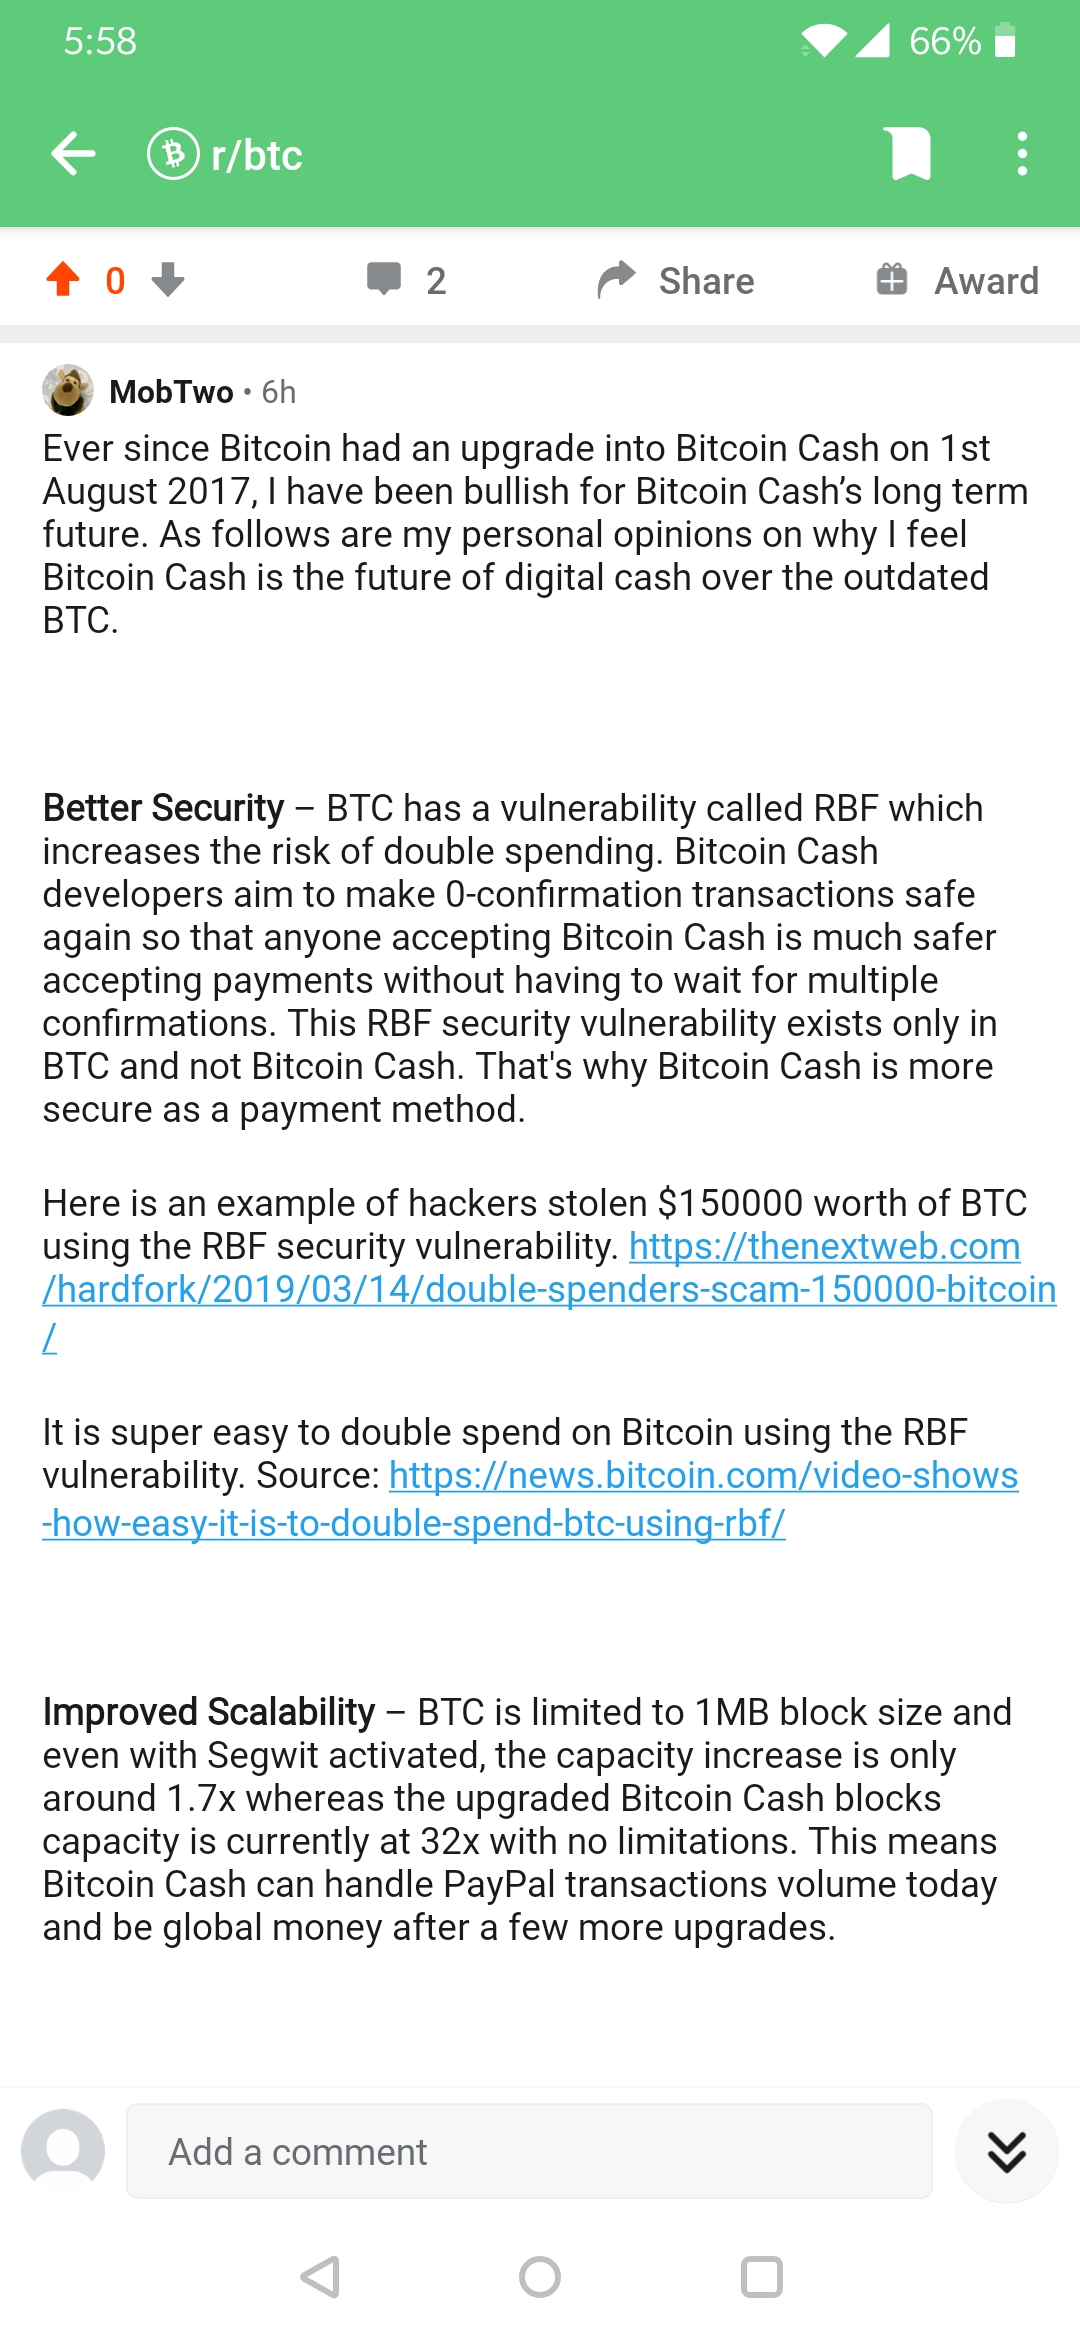 5:58
66%
r/btc
0
2
Share
Award
MobTwo • 6h
Ever since Bitcoin had an upgrade into Bitcoin Cash on 1st
August 2017, I have been bullish for Bitcoin Cash’s long term
future. As follows are my personal opinions on why I feel
Bitcoin Cash is the future of digital cash over the outdated
BTC.
Better Security – BTC has a vulnerability called RBF which
increases the risk of double spending. Bitcoin Cash
developers aim to make 0-confirmation transactions safe
again so that anyone accepting Bitcoin Cash is much safer
accepting payments without having to wait for multiple
confirmations. This RBF security vulnerability exists only in
BTC and not Bitcoin Cash. That's why Bitcoin Cash is more
secure as a payment method.
Here is an example of hackers stolen $150000 worth of BTC
using the RBF security vulnerability. https://thenextweb.com
/hardfork/2019/03/14/double-spenders-scam-150000-bitcoin
/
It is super easy to double spend on Bitcoin using the RBF
vulnerability. Source: https://news.bitcoin.com/video-shows
-how-easy-it-is-to-double-spend-btc-using-rbf/
Improved Scalability – BTC is limited to 1MB block size and
even with Segwit activated, the capacity increase is only
around 1.7x whereas the upgraded Bitcoin Cash blocks
capacity is currently at 32x with no limitations. This means
Bitcoin Cash can handle PayPal transactions volume today
and be global money after a few more upgrades.
Add a comment